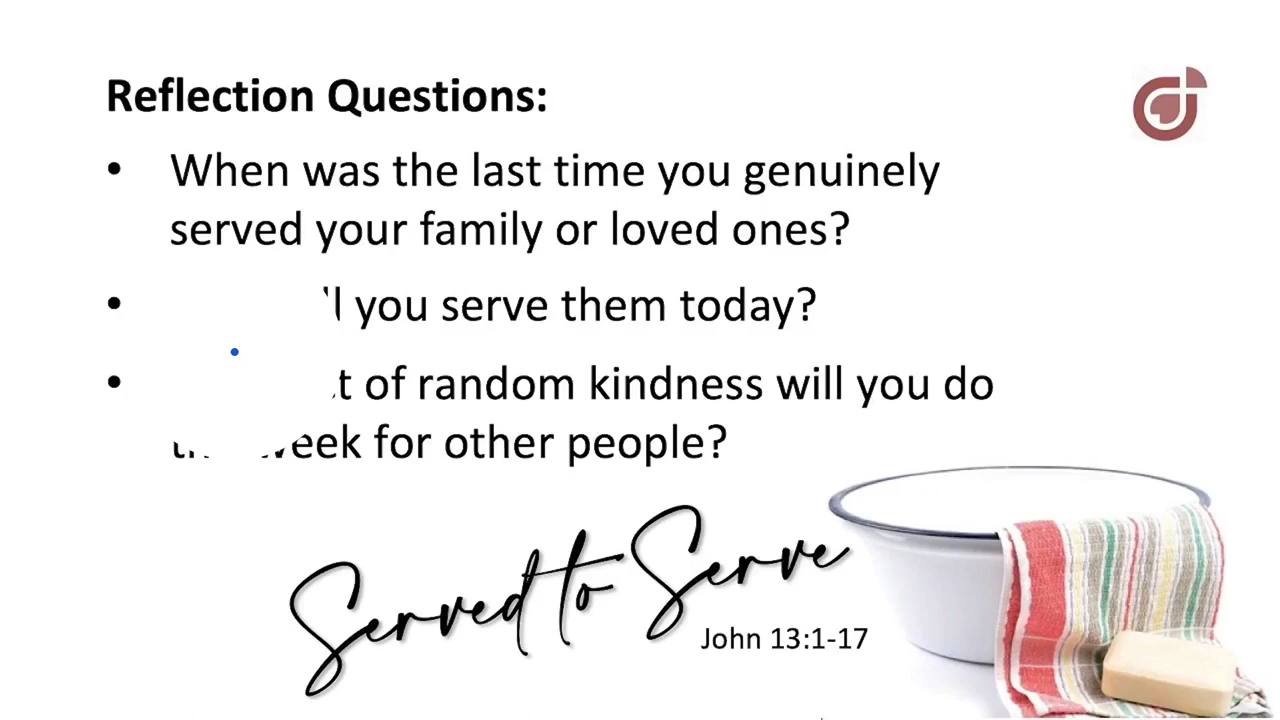 Reflection Questions:
• When was the last time you genuinely
served your family or loved ones?
• you serve them today?
• of random kindness will you do
for other people?
Served to Serve
John 13:1-17